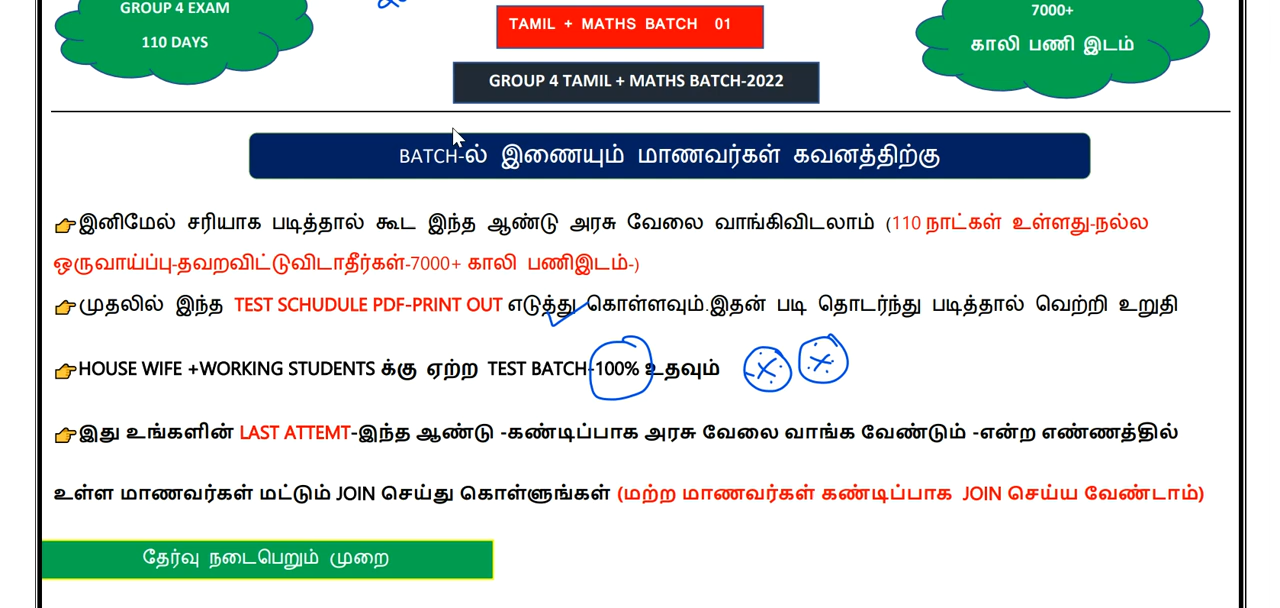 GROUP 4 EXAM
110 DAYS
TAMIL + MATHS BATCH 01
7000+
காலி பணி இடம்
GROUP 4 TAMIL + MATHS BATCH-2022
BATCH-ல் இணையும் மாணவர்கள் கவனத்திற்கு
👉இனிமேல் சரியாக படித்தால் கூட இந்த ஆண்டு அரசு வேலை வாங்கிவிடலாம் (110 நாட்கள் உள்ளது-நல்ல
ஒருவாய்ப்பு-தவறவிட்டுவிடாதீர்கள்-7000+ காலி பணிஇடம்-)
👉முதலில் இந்த TEST SCHUDULE PDF-PRINT OUT எடுத்து கொள்ளவும்.இதன் படி தொடர்ந்து படித்தால் வெற்றி உறுதி
👉HOUSE WIFE +WORKING STUDENTS க்கு ஏற்ற TEST BATCH-100% உதவும்
👉இது உங்களின் LAST ATTEMT-இந்த ஆண்டு -கண்டிப்பாக அரசு வேலை வாங்க வேண்டும் -என்ற எண்ணத்தில்
உள்ள மாணவர்கள் மட்டும் JOIN செய்து கொள்ளுங்கள் (மற்ற மாணவர்கள் கண்டிப்பாக JOIN செய்ய வேண்டாம்)
தேர்வு நடைபெறும் முறை